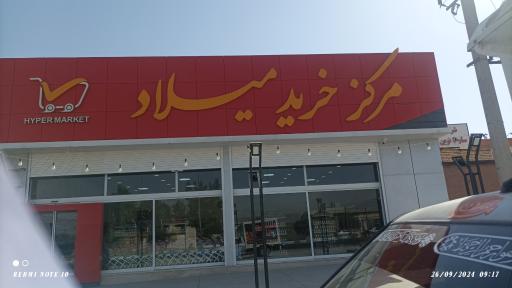 مرکز خرید میلاد
HYPER MARKET
REDMI NOTE 10
26/09/2024 09:17